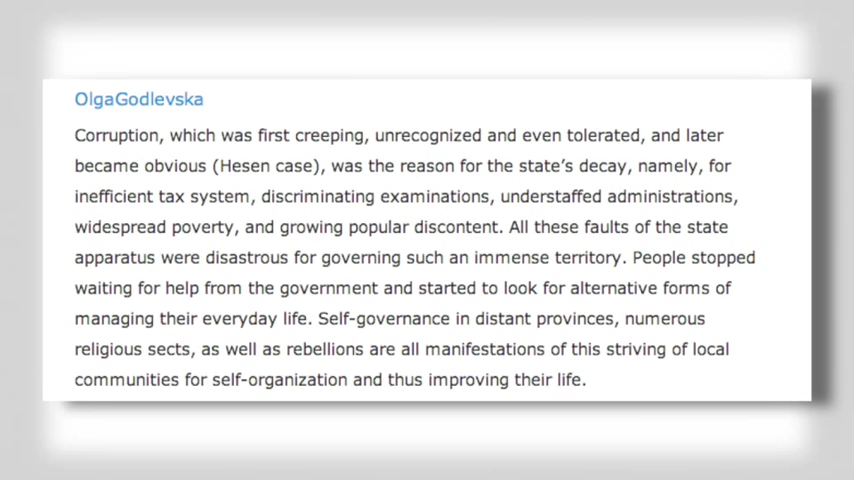 OlgaGodlevska
Corruption, which was first creeping, unrecognized and even tolerated, and later
became obvious (Hesen case), was the reason for the state's decay, namely, for
inefficient tax system, discriminating examinations, understaffed administrations,
widespread poverty, and growing popular discontent. All these faults of the state
apparatus were disastrous for governing such an immense territory. People stopped
waiting for help from the government and started to look for alternative forms of
managing their everyday life. Self-governance in distant provinces, numerous
religious sects, as well as rebellions are all manifestations of this striving of local
communities for self-organization and thus improving their life.